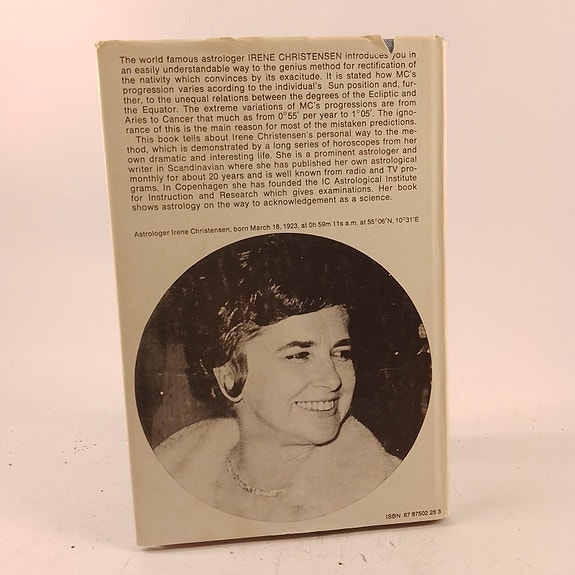 The world famous astrologer IRENE CHRISTENSEN introduces you in
an easily understandable way to the genius method for rectification of
the nativity which convinces by its exacitude. It is stated how MC's
progression varies acording to the individual's Sun position and, fur-
ther, to the unequal relations between the degrees of the Ecliptic and
the Equator. The extreme variations of MC's progressions are from
Aries to Cancer that much as from 0°55' per year to 1°05'. The igno-
rance of this is the main reason for most of the mistaken predictions.
This book tells about Irene Christensen's personal way to the me-
thod, which is demonstrated by a long series of horoscopes from her
own dramatic and interesting life. She is a prominent astrologer and
writer in Scandinavian where she has published her own astrological
monthly for about 20 years and is well known from radio and TV pro-
grams. In Copenhagen she has founded the IC Astrological Institute
for Instruction and Research which gives examinations. Her book
shows astrology on the way to acknowledgement as a science.
Astrologer Irene Christensen, born March 18, 1923, at 0h 59m 11s a.m. at 55°06'N, 10°31'E
ISBN 87 87502 28 3